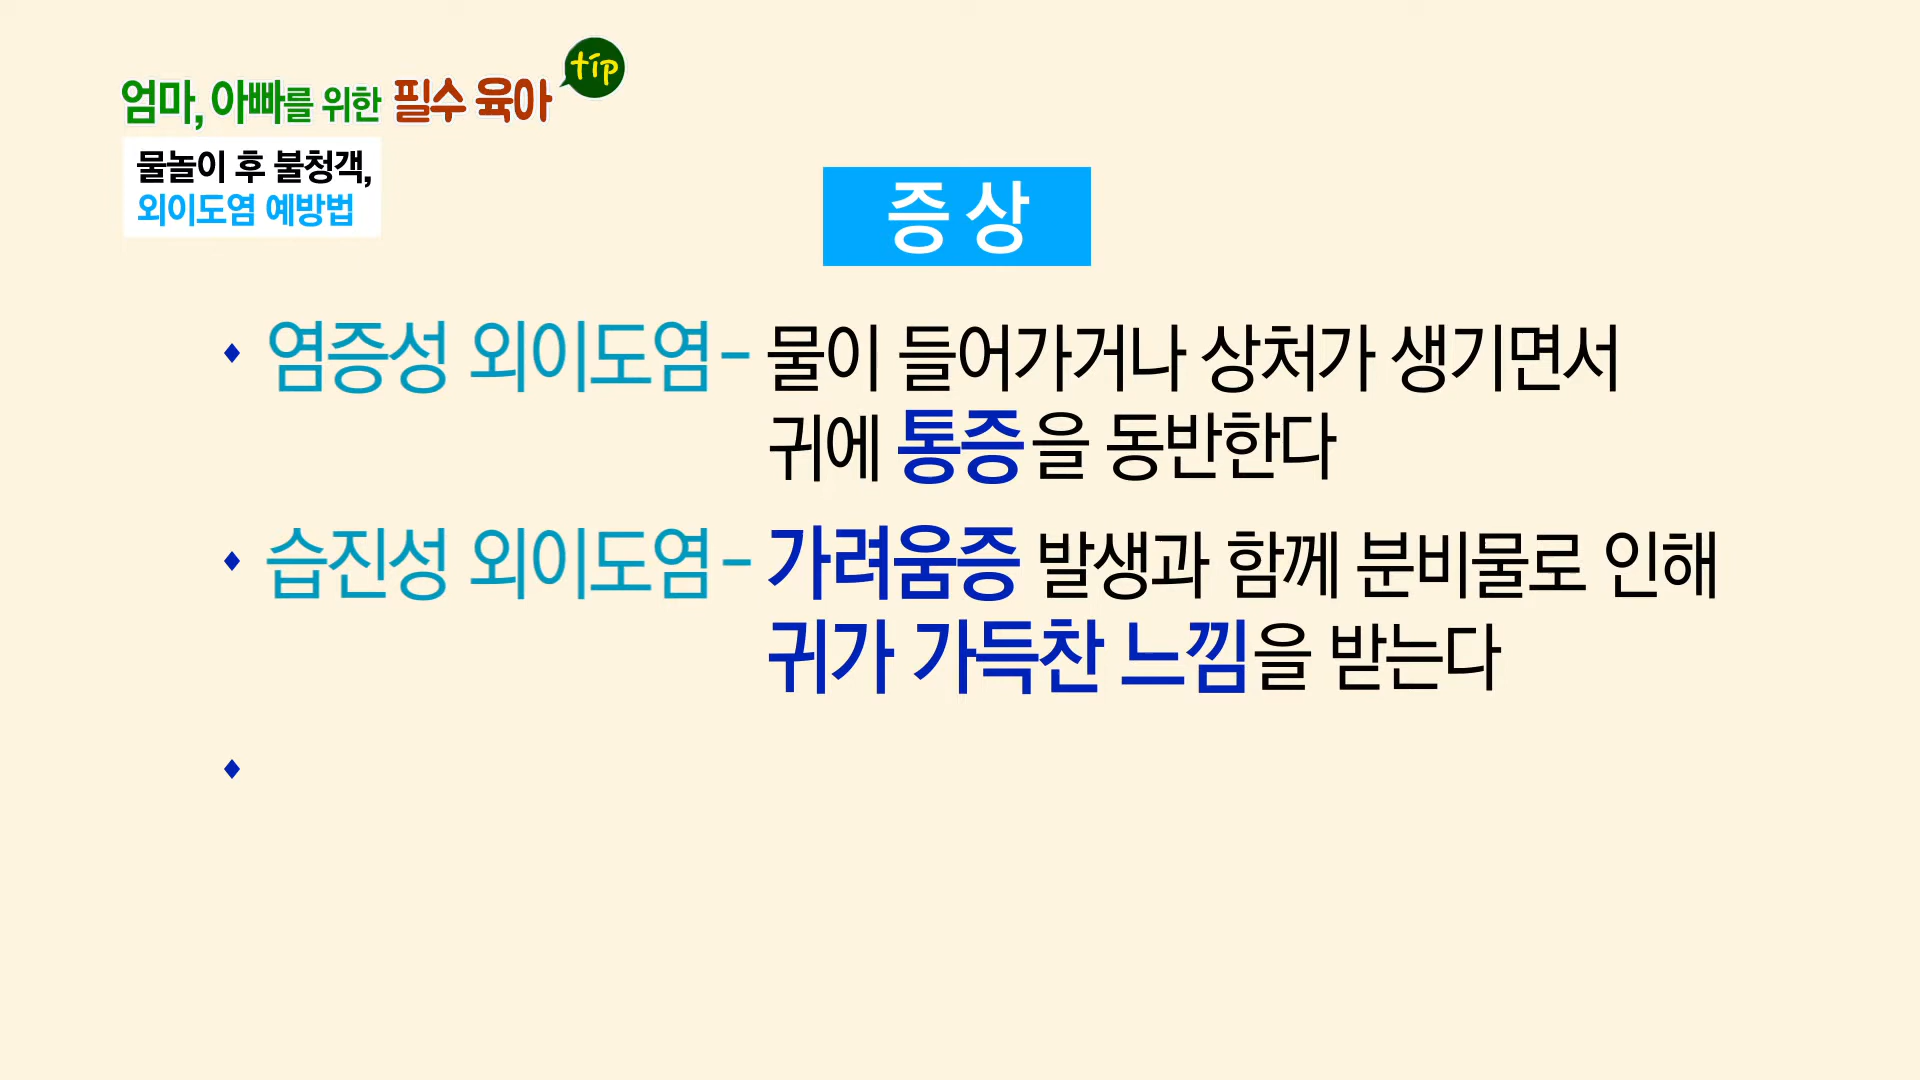 엄마, 아빠를 위한 필수 육아 tip
물놀이 후 불청객,
외이도염 예방법
증상
염증성 외이도염 - 물이 들어가거나 상처가 생기면서
귀에 통증을 동반한다
습진성 외이도염 - 가려움증 발생과 함께 분비물로 인해
귀가 가득찬 느낌을 받는다